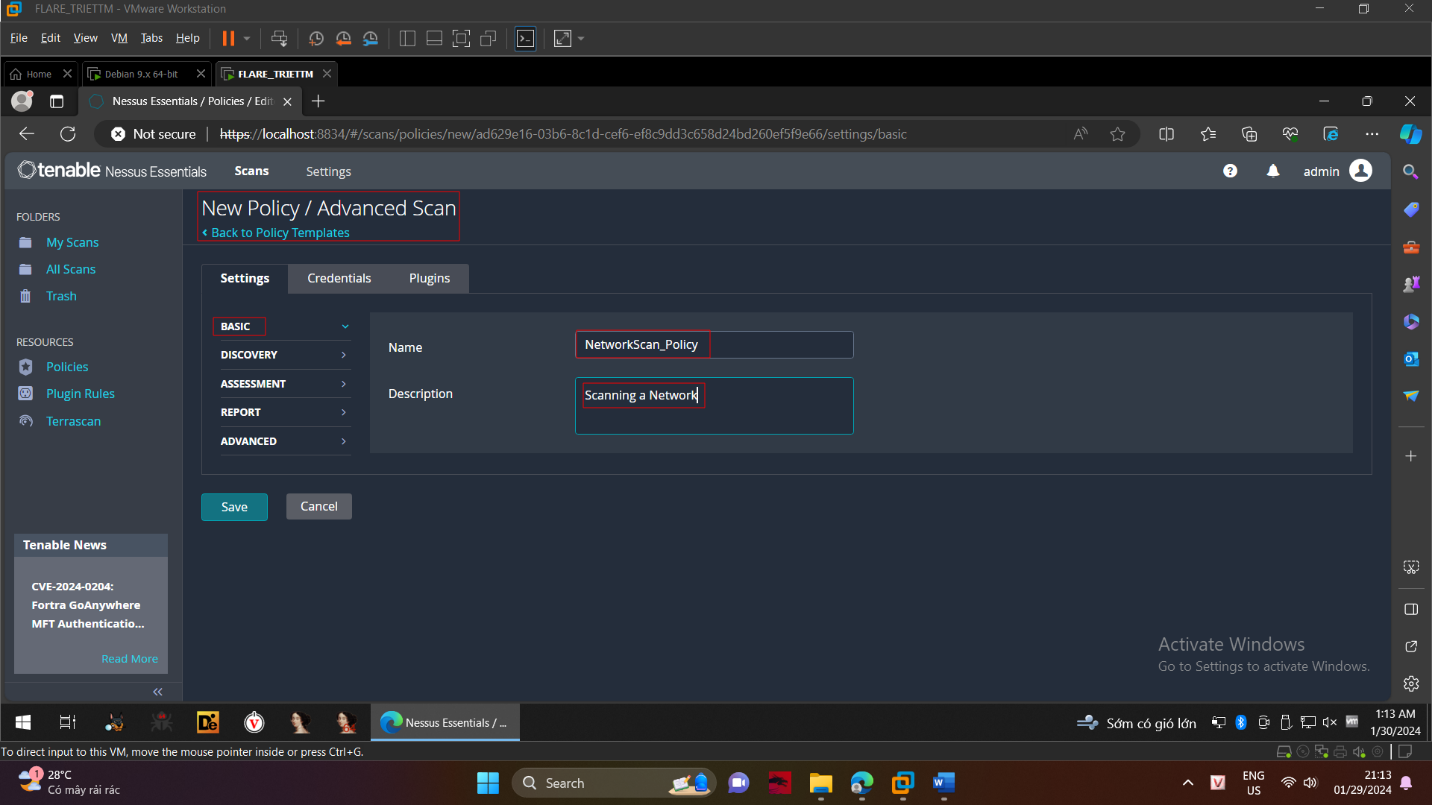 FLARE_TRIETTM - VMware Workstation
File Edit View VM Tabs Help
Home Debian 9.x 64-bit FLARE_TRIETTM
Nessus Essentials / Policies / Edit
Not secure https://localhost:8834/#/scans/policies/new/ad629e16-03b6-8c1d-cef6-ef8c9dd3c658d24bd260ef5f9e66/settings/basic
tenable Nessus Essentials Scans Settings admin
FOLDERS
My Scans
All Scans
Trash
RESOURCES
Policies
Plugin Rules
Terrascan
Tenable News
CVE-2024-0204:
Fortra GoAnywhere
MFT Authenticatio...
Read More
New Policy / Advanced Scan
Back to Policy Templates
Settings Credentials Plugins
BASIC
DISCOVERY
ASSESSMENT
REPORT
ADVANCED
Name NetworkScan_Policy
Description Scanning a Network
Save Cancel
Activate Windows
Go to Settings to activate Windows.
Nessus Essentials / ...
Sớm có gió lớn
1:13 AM
1/30/2024
To direct input to this VM, move the mouse pointer inside or press Ctrl+G.
1
28°C
Có mây rải rác
Search
ENG
US
21:13
01/29/2024